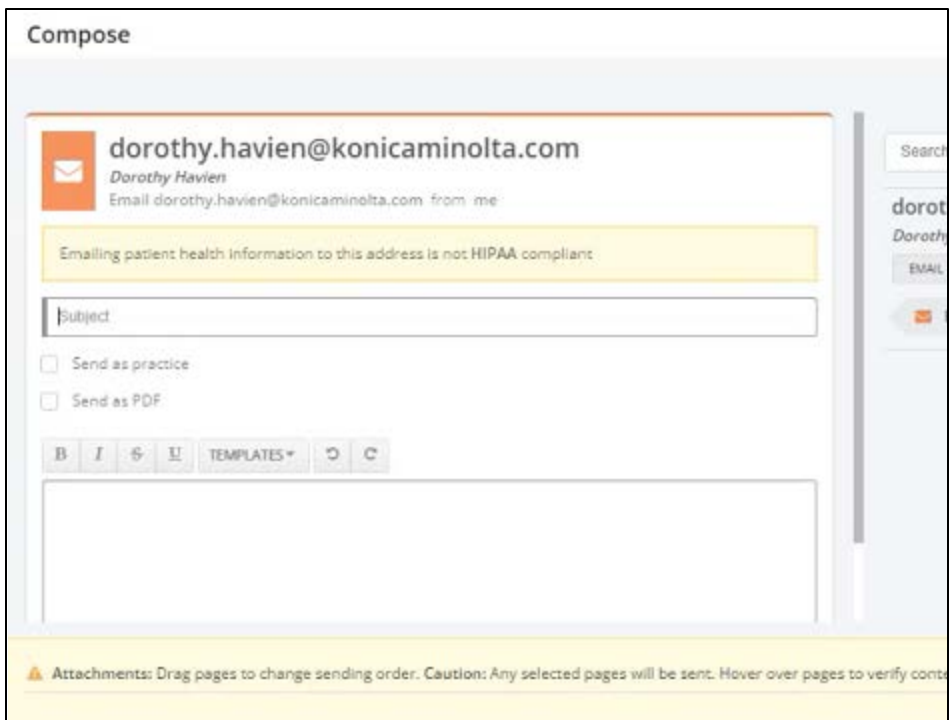 Compose
dorothy.havien@konicaminolta.com
Dorothy Havien
Email dorothy.havien@konicaminolta.com from me
Emailing patient health information to this address is not HIPAA compliant
Subject
Send as practice
Send as PDF
B I S U TEMPLATES
Search
dorot
Dorothy
EMAIL
Attachments: Drag pages to change sending order. Caution: Any selected pages will be sent. Hover over pages to verify conte